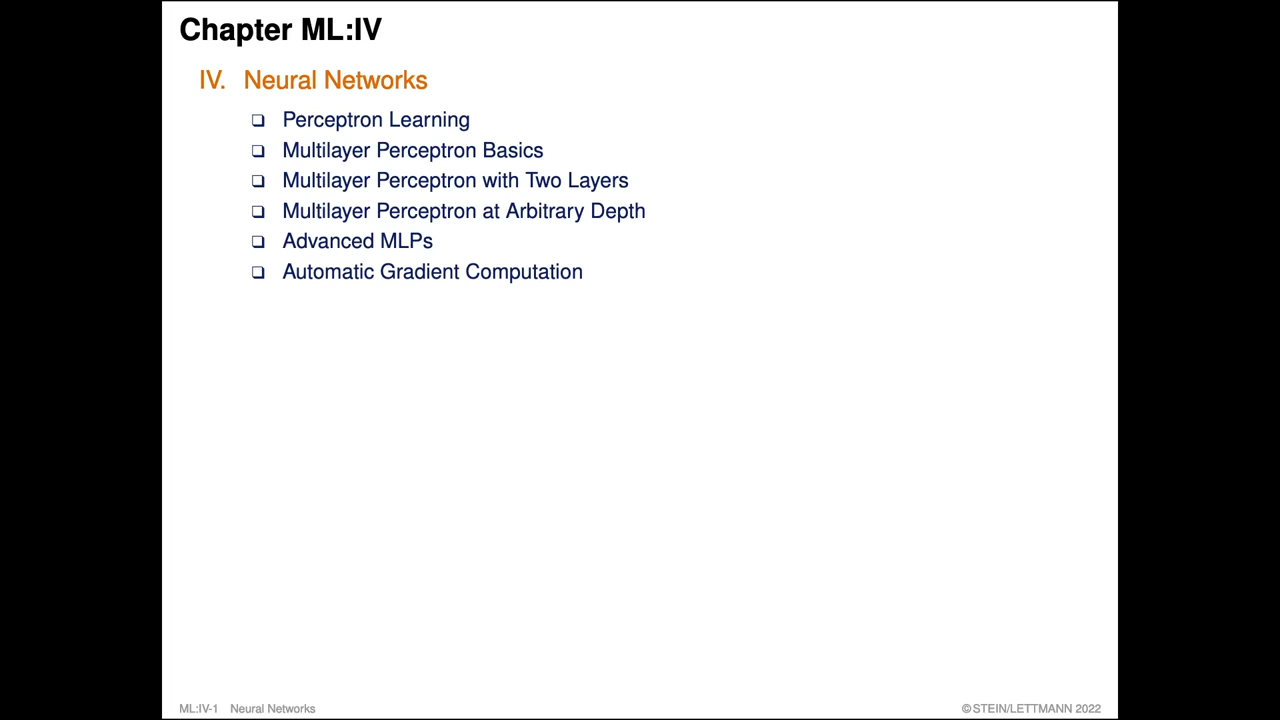 Chapter ML:IV
IV. Neural Networks
❑ Perceptron Learning
❑ Multilayer Perceptron Basics
❑ Multilayer Perceptron with Two Layers
❑ Multilayer Perceptron at Arbitrary Depth
❑ Advanced MLPs
❑ Automatic Gradient Computation
ML:IV-1 Neural Networks
©STEIN/LETTMANN 2022